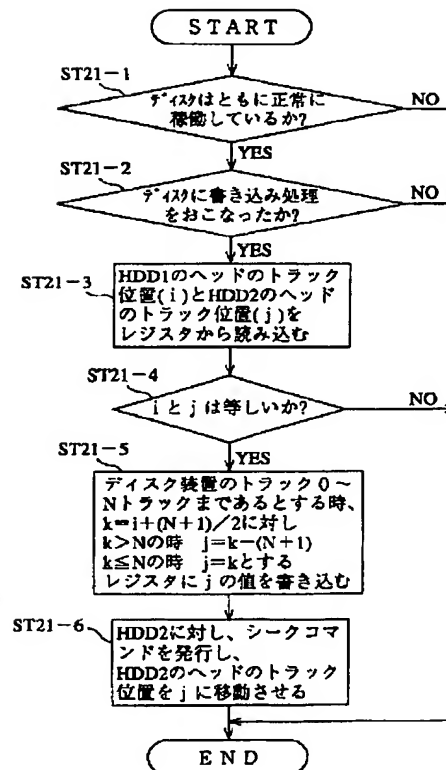 START
ST21-1
ディスクはともに正常に
稼働しているか?
NO
YES
ST21-2
ディスクに書き込み処理
をおこなったか?
NO
YES
ST21-3
HDD1のヘッドのトラック
位置(i)とHDD2のヘッド
のトラック位置(j)を
レジスタから読み込む
ST21-4
iとjは等しいか?
NO
YES
ST21-5
ディスク装置のトラック0~
Nトラックまであるとする時、
k=i+(N+1)/2に対し
k>Nの時 j=k-(N+1)
k≦Nの時 j=kとする
レジスタにjの値を書き込む
ST21-6
HDD2に対し、シークコマ
ンドを発行し、
HDD2のヘッドのトラック
位置をjに移動させる
END